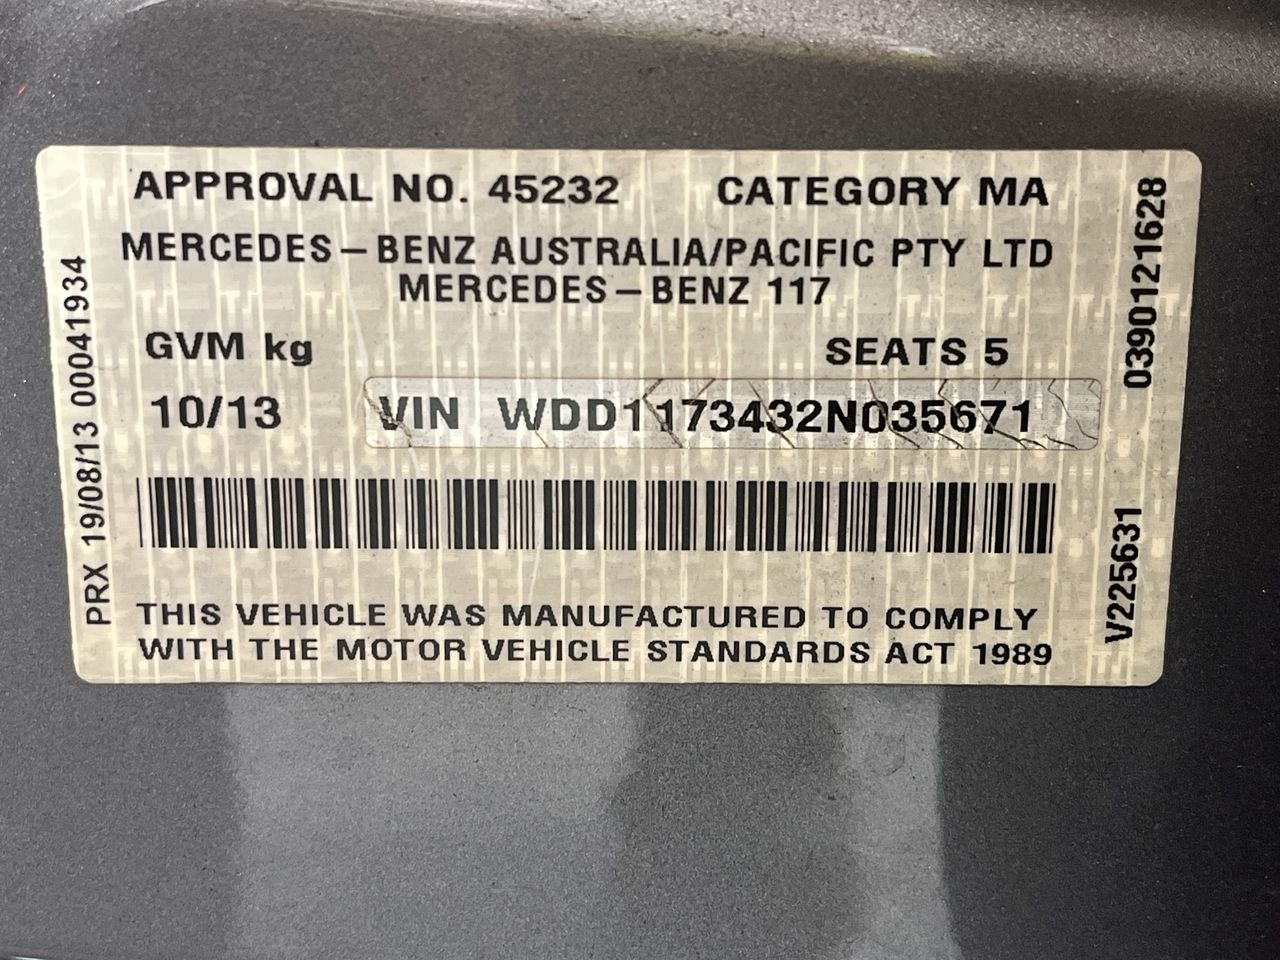 APPROVAL NO. 45232 CATEGORY MA
MERCEDES-BENZ AUSTRALIA/PACIFIC PTY LTD
MERCEDES-BENZ 117
GVM kg SEATS 5
10/13 VIN WDD1173432N035671
THIS VEHICLE WAS MANUFACTURED TO COMPLY
WITH THE MOTOR VEHICLE STANDARDS ACT 1989
PRX 19/08/13 00041934
0390121628
V225631